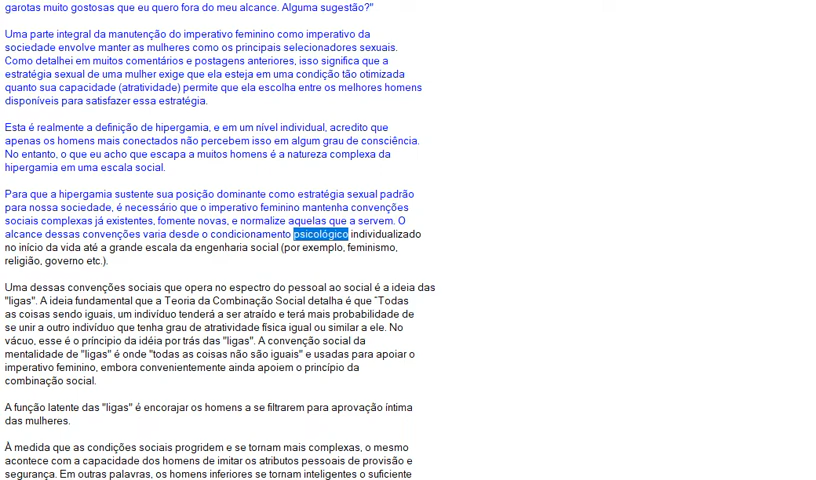 garotas muito gostosas que eu quero fora do meu alcance. Alguma sugestão?"
Uma parte integral da manutenção do imperativo feminino como imperativo da
sociedade envolve manter as mulheres como os principais selecionadores sexuais.
Como detalhei em muitos comentários e postagens anteriores, isso significa que a
estratégia sexual de uma mulher exige que ela esteja em uma condição tão otimizada
quanto sua capacidade (atratividade) permite que ela escolha entre os melhores homens
disponíveis para satisfazer essa estratégia.
Esta é realmente a definição de hipergamia, e em um nível individual, acredito que
apenas os homens mais conectados não percebem isso em algum grau de consciência.
No entanto, o que eu acho que escapa a muitos homens é a natureza complexa da
hipergamia em uma escala social.
Para que a hipergamia sustente sua posição dominante como estratégia sexual padrão
para nossa sociedade, é necessário que o imperativo feminino mantenha convenções
sociais complexas já existentes, fomente novas, e normalize aquelas que a servem. O
alcance dessas convenções varia desde o condicionamento psicológico individualizado
no início da vida até a grande escala da engenharia social (por exemplo, feminismo,
religião, governo etc.).
Uma dessas convenções sociais que opera no espectro do pessoal ao social é a ideia das
"ligas". A ideia fundamental que a Teoria da Combinação Social detalha é que ¨Todas
as coisas sendo iguais, um indivíduo tenderá a ser atraído e terá mais probabilidade de
se unir a outro indivíduo que tenha grau de atratividade física igual ou similar a ele. No
vácuo, esse é o príncipio da idéia por trás das "ligas". A convenção social da
mentalidade de "ligas" é onde "todas as coisas não são iguais" e usadas para apoiar o
imperativo feminino, embora convenientemente ainda apoiem o princípio da
combinação social.
A função latente das "ligas" é encorajar os homens a se filtrarem para aprovação íntima
das mulheres.
À medida que as condições sociais progridem e se tornam mais complexas, o mesmo
acontece com a capacidade dos homens de imitar os atributos pessoais de provisão e
segurança. Em outras palavras, os homens inferiores se tornam inteligentes o suficiente